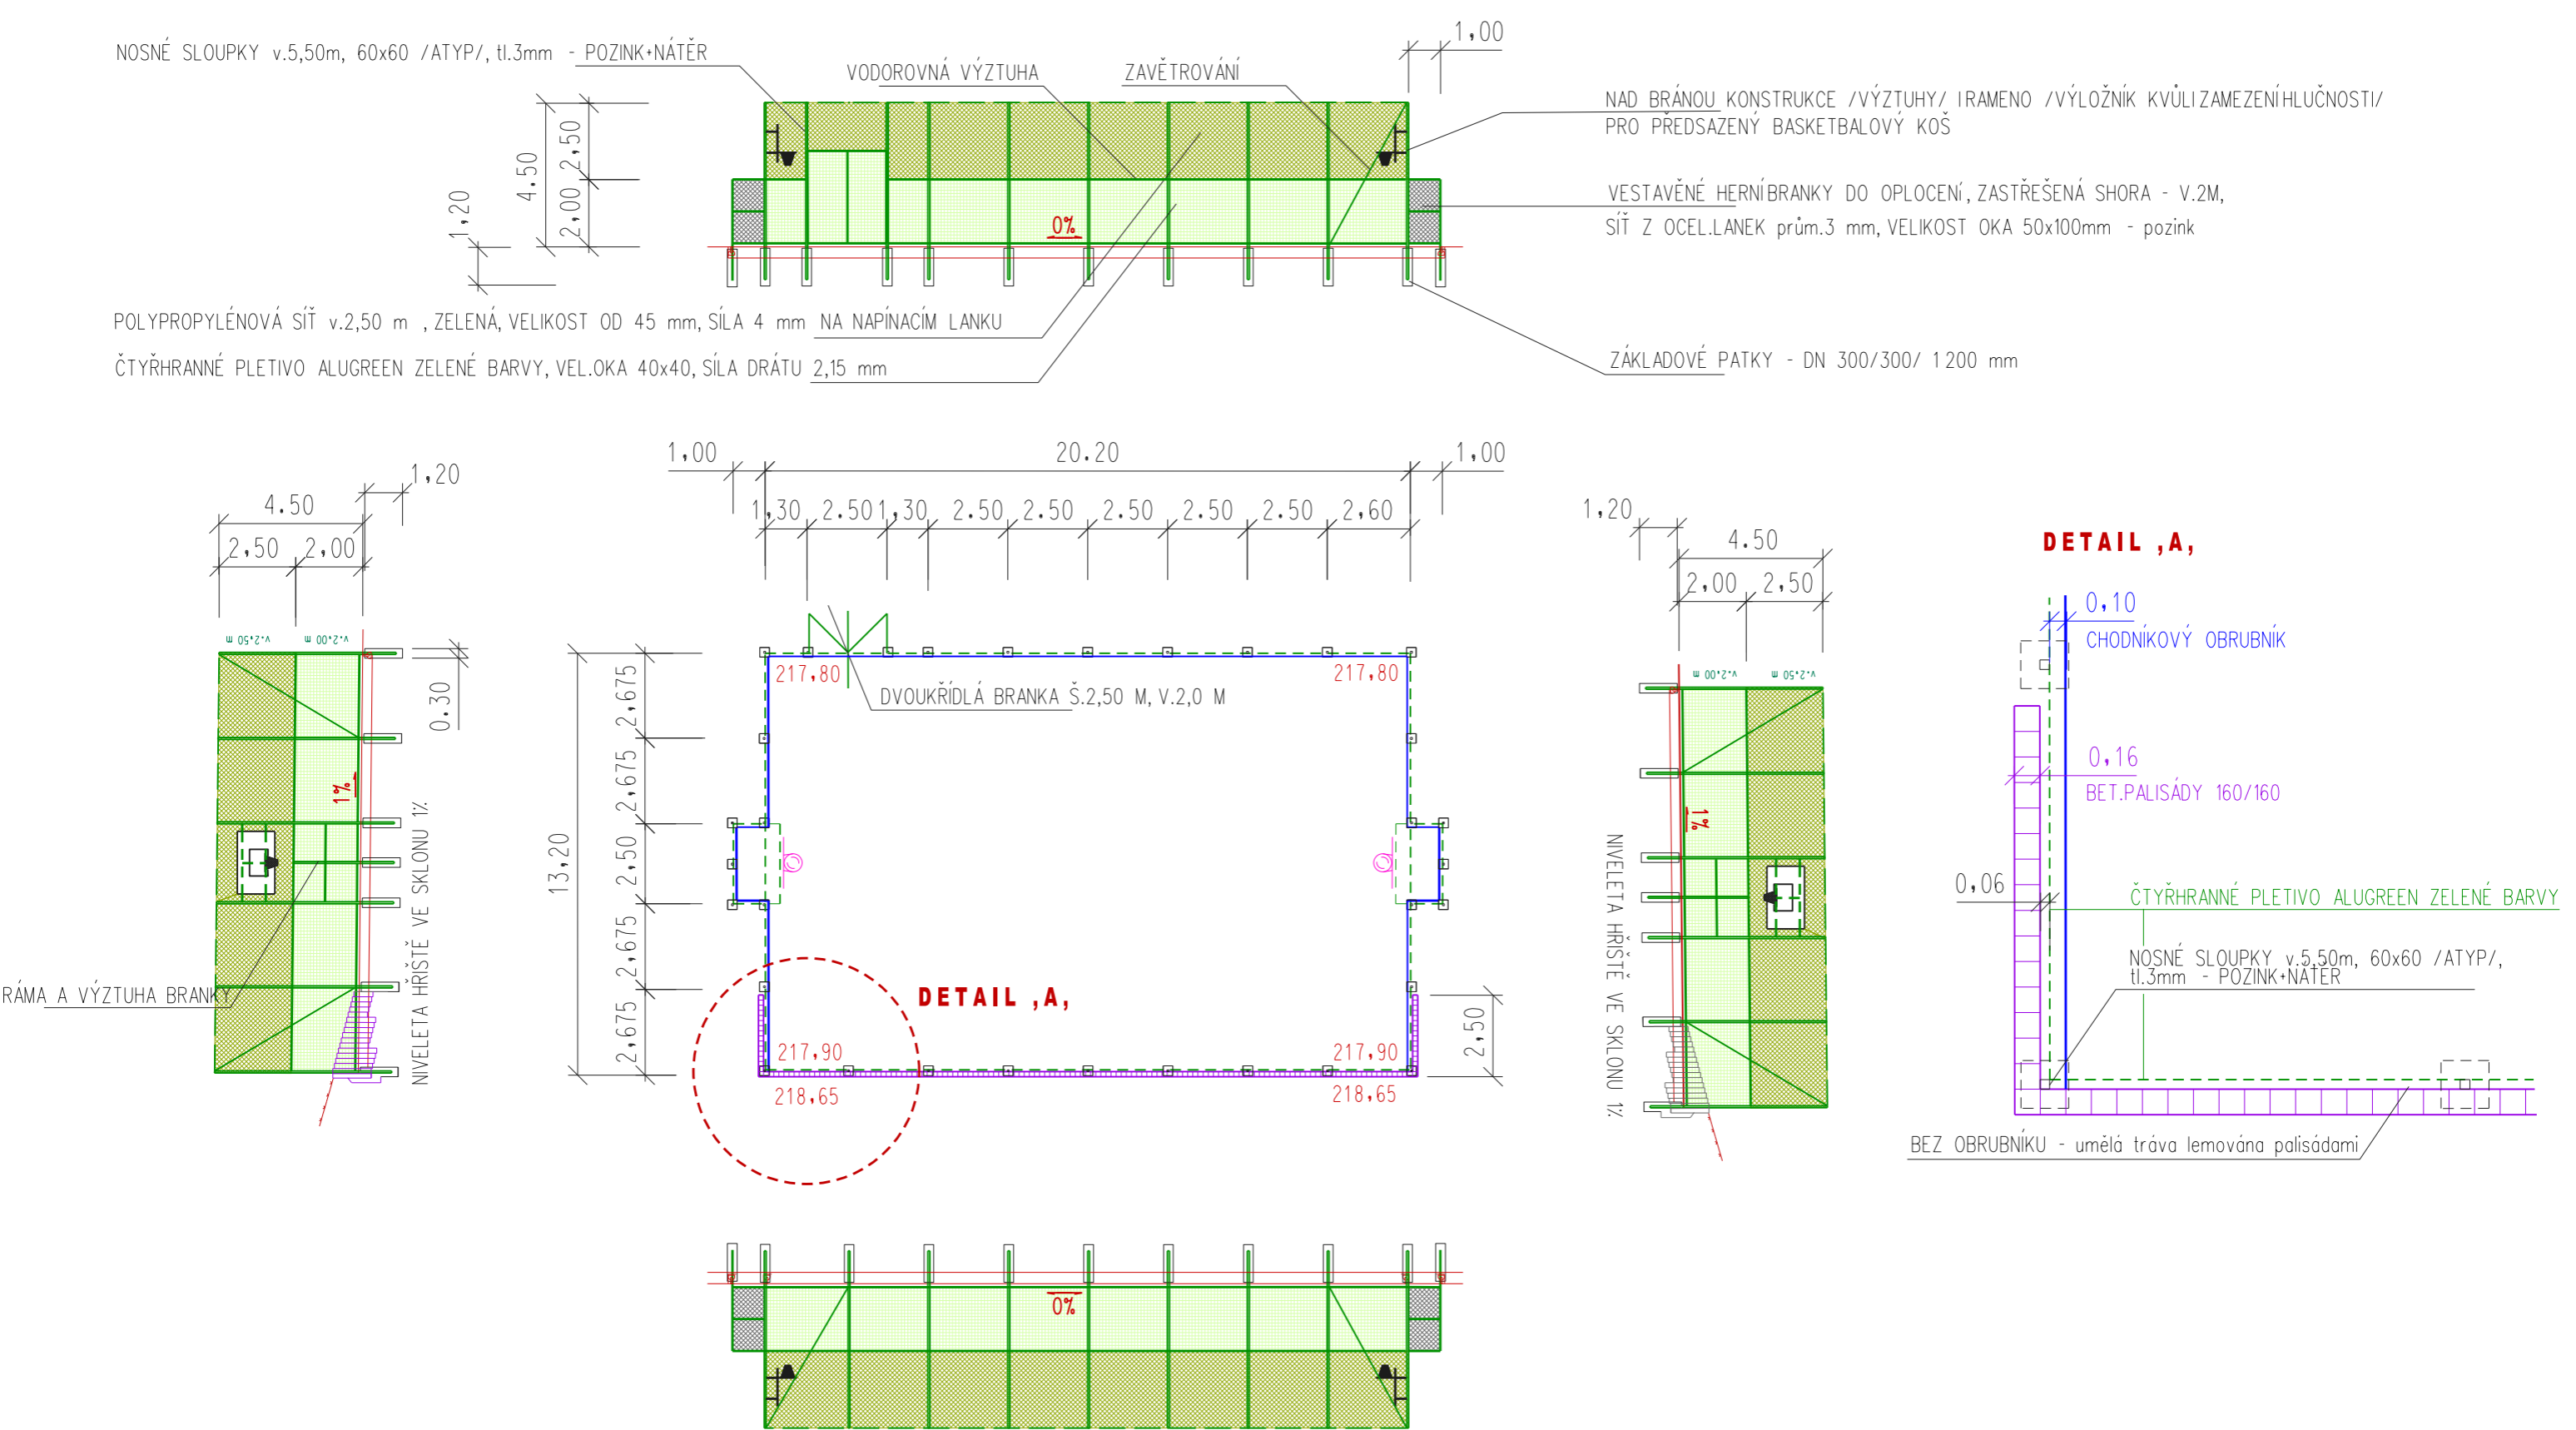 1,00
NOSNÉ SLOUPKY v.5,50m, 60x60 /ATYP/, tl.3mm - POZINK+NÁTĚR
VODOROVNÁ VÝZTUHA
ZAVĚTROVÁNÍ
NAD BRÁNOU KONSTRUKCE /VÝZTUHY/ I RAMENO /VÝLOŽNÍK KVŮLI ZAMEZENÍ HLUČNOSTI/
PRO PŘEDSAZENÝ BASKETBALOVÝ KOŠ
2,50
4.50
2,00
1,20
VESTAVĚNÉ HERNÍ BRANKY DO OPLOCENÍ, ZASTŘEŠENÁ SHORA - V.2M,
SÍŤ Z OCEL.LANEK prům.3 mm, VELIKOST OKA 50x100mm - pozink
0%
POLYPROPYLÉNOVÁ SÍŤ v.2,50 m , ZELENÁ, VELIKOST OD 45 mm, SÍLA 4 mm NA NAPÍNACÍM LANKU
ČTYŘHRANNÉ PLETIVO ALUGREEN ZELENÉ BARVY, VEL.OKA 40x40, SÍLA DRÁTU 2,15 mm
ZÁKLADOVÉ PATKY - DN 300/300/ 1 200 mm
1,20
4.50
2,50 2,00
v.2,50 m
v.2,00 m
0.30
1%
NIVELETA HŘIŠTĚ VE SKLONU 1%
RÁMA A VÝZTUHA BRANKY
1,00 20.20 1,00
1,30 2.50 1,30 2.50 2.50 2.50 2.50 2.50 2,60
13,20
2,675
2,675
2,50
2,675
2,675
217,80
217,80
DVOUKŘÍDLÁ BRANKA Š.2,50 M, V.2,0 M
DETAIL ,A,
217,90
217,90
218,65
218,65
2,50
1,20
4.50
2,00 2,50
v.2,00 m
v.2,50 m
1%
NIVELETA HŘIŠTĚ VE SKLONU 1%
DETAIL ,A,
0,10
CHODNÍKOVÝ OBRUBNÍK
0,16
BET.PALISÁDY 160/160
0,06
ČTYŘHRANNÉ PLETIVO ALUGREEN ZELENÉ BARVY
NOSNÉ SLOUPKY v.5,50m, 60x60 /ATYP/,
tl.3mm - POZINK+NÁTĚR
BEZ OBRUBNÍKU - umělá tráva lemována palisádami
0%